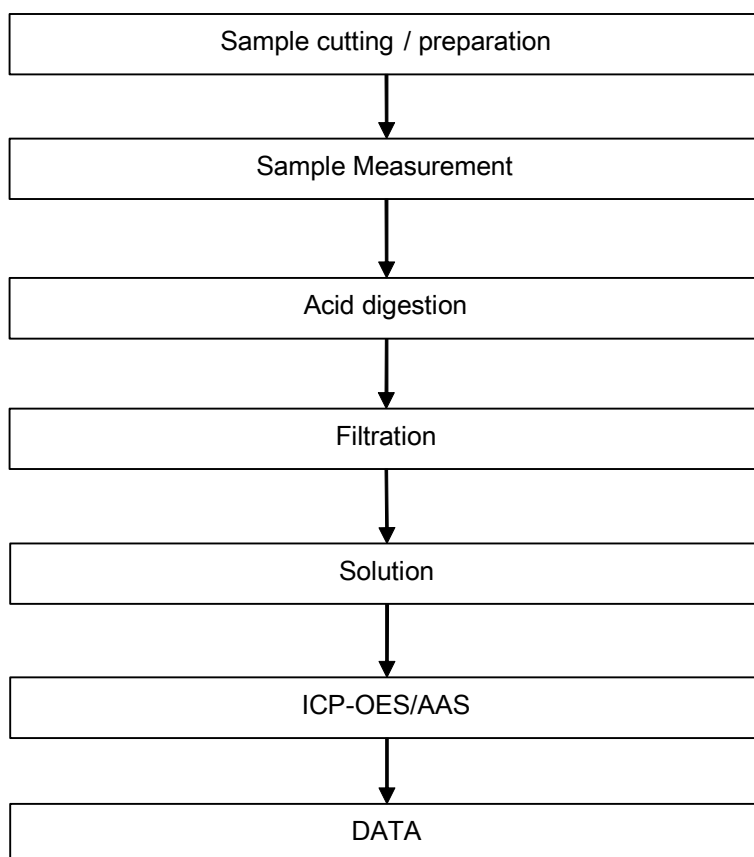 Sample cutting / preparation
Sample Measurement
Acid digestion
Filtration
Solution
ICP-OES/AAS
DATA